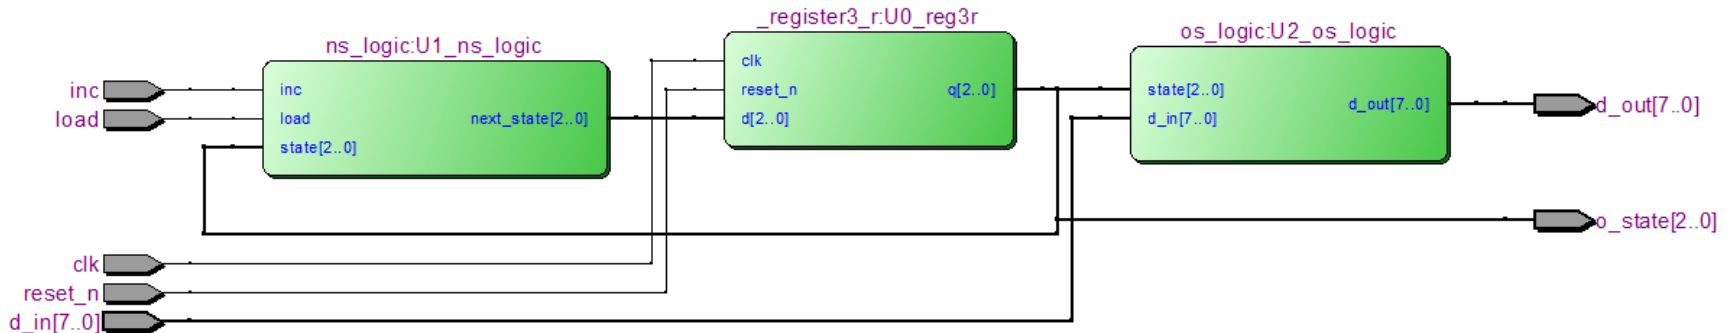 _register3_r:U0_reg3r
ns_logic:U1_ns_logic
os_logic:U2_os_logic
clk
inc
inc
reset_n
q[2..0]
state[2..0]
load
load
next_state[2..0]
d[2..0]
d_in[7..0]
d_out[7..0]
d_out[7..0]
state[2..0]
o_state[2..0]
clk
reset_n
d_in[7..0]